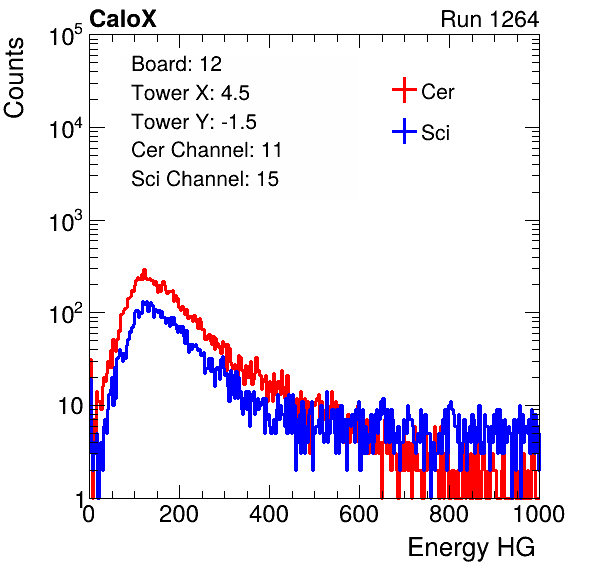 CaloX Run 1264
Counts
10^5
10^4
10^3
10^2
10
1
Board: 12
Tower X: 4.5
Tower Y: -1.5
Cer Channel: 11
Sci Channel: 15
Cer
Sci
0 200 400 600 800 1000
Energy HG